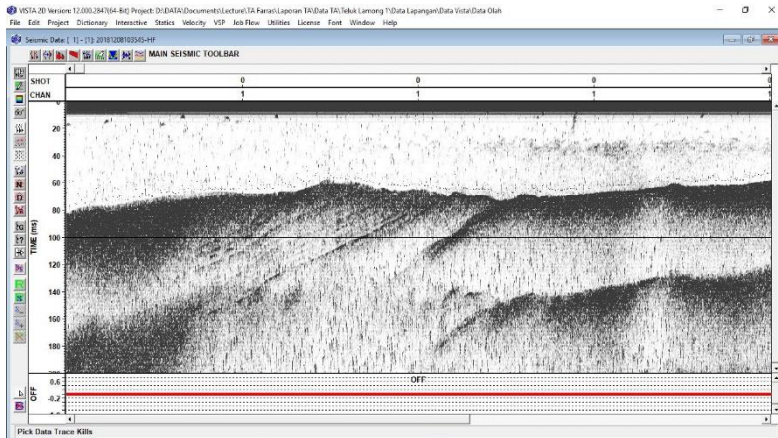 VISTA 2D Version: 12.000.2847(64-Bit) Project: D:\DATA\Documents\Lecture\TA Farras\Laporan TA\Data TA\Teluk Lamong 1\Data Lapangan\Data Vista\Data Olah
File Edit Project Dictionary Interactive Statics Velocity VSP Job Flow Utilities License Font Window Help
Seismic Data: [ 1] - [1]: 20181208103545-HF
MAIN SEISMIC TOOLBAR
SHOT 0 0 0 0
CHAN 1 1 1 1
20
40
60
80
100
120
140
160
180
TIME (ms)
OFF
0.6
-0.2
OFF
Pick Data Trace Kills